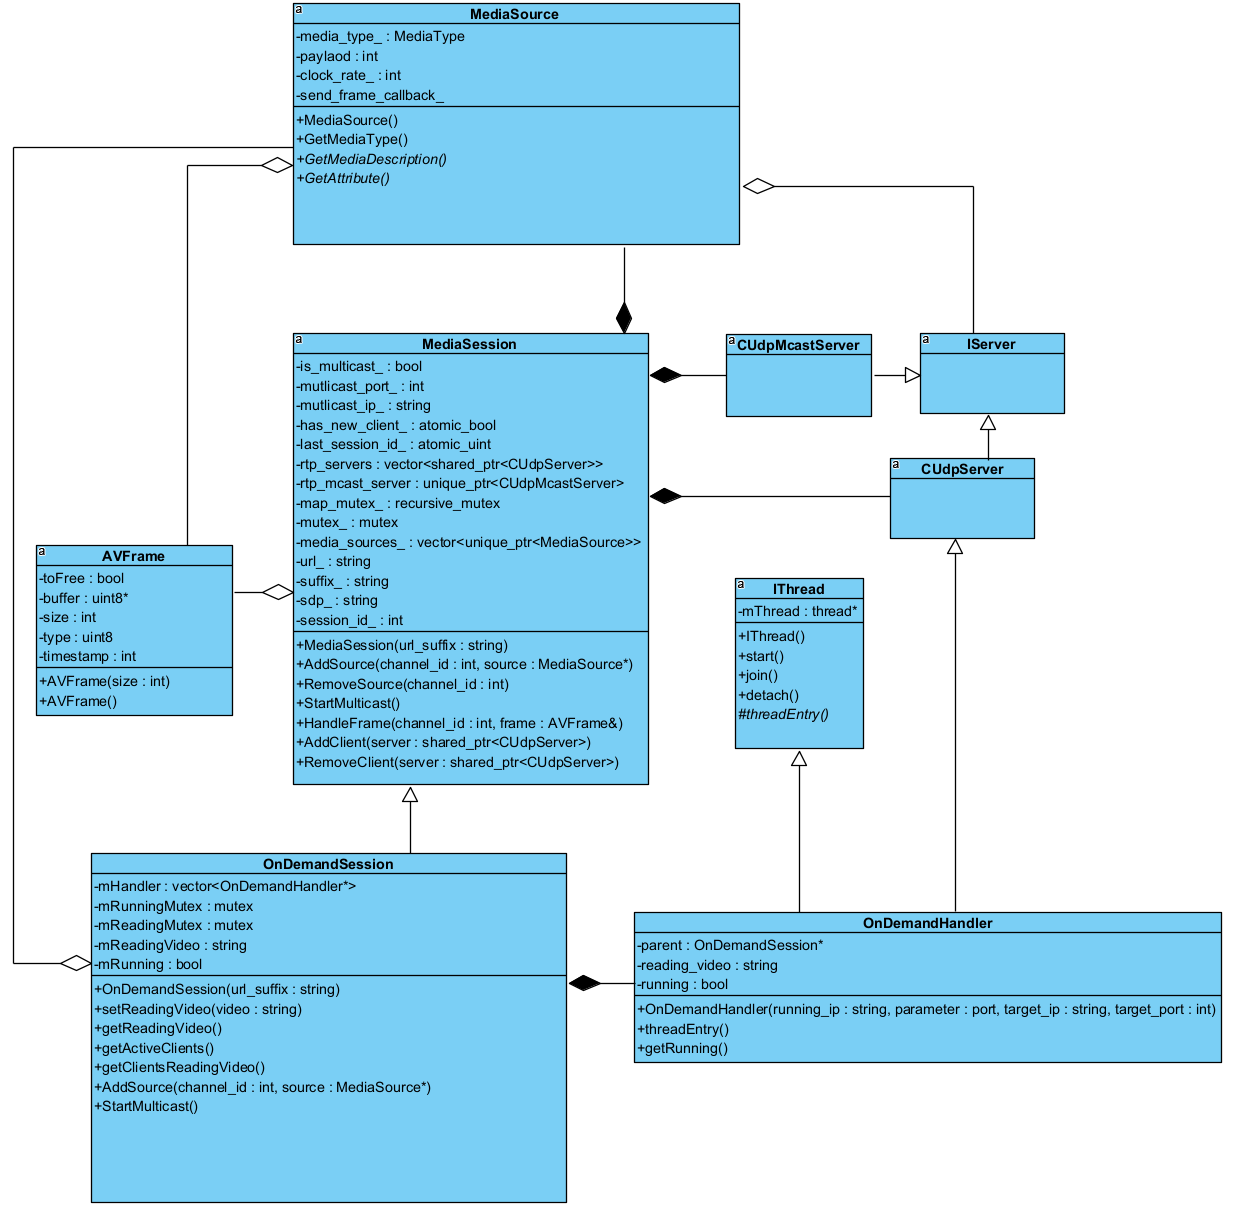 a
MediaSource
-media_type_ : MediaType
-paylaod : int
-clock_rate_ : int
-send_frame_callback_
+MediaSource()
+GetMediaType()
+GetMediaDescription()
+GetAttribute()
a
MediaSession
-is_multicast_ : bool
-mutlicast_port_ : int
-mutlicast_ip_ : string
-has_new_client_ : atomic_bool
-last_session_id_ : atomic_uint
-rtp_servers : vector<shared_ptr<CUdpServer>>
-rtp_mcast_server : unique_ptr<CUdpMcastServer>
-map_mutex_ : recursive_mutex
-mutex_ : mutex
-media_sources_ : vector<unique_ptr<MediaSource>>
-url_ : string
-suffix_ : string
-sdp_ : string
-session_id_ : int
+MediaSession(url_suffix : string)
+AddSource(channel_id : int, source : MediaSource*)
+RemoveSource(channel_id : int)
+StartMulticast()
+HandleFrame(channel_id : int, frame : AVFrame&)
+AddClient(server : shared_ptr<CUdpServer>)
+RemoveClient(server : shared_ptr<CUdpServer>)
a
CUdpMcastServer
a
IServer
a
CUdpServer
a
AVFrame
-toFree : bool
-buffer : uint8*
-size : int
-type : uint8
-timestamp : int
+AVFrame(size : int)
+AVFrame()
a
IThread
-mThread : thread*
+IThread()
+start()
+join()
+detach()
#threadEntry()
OnDemandSession
-mHandler : vector<OnDemandHandler*>
-mRunningMutex : mutex
-mReadingMutex : mutex
-mReadingVideo : string
-mRunning : bool
+OnDemandSession(url_suffix : string)
+setReadingVideo(video : string)
+getReadingVideo()
+getActiveClients()
+getClientsReadingVideo()
+AddSource(channel_id : int, source : MediaSource*)
+StartMulticast()
OnDemandHandler
-parent : OnDemandSession*
-reading_video : string
-running : bool
+OnDemandHandler(running_ip : string, parameter : port, target_ip : string, target_port : int)
+threadEntry()
+getRunning()